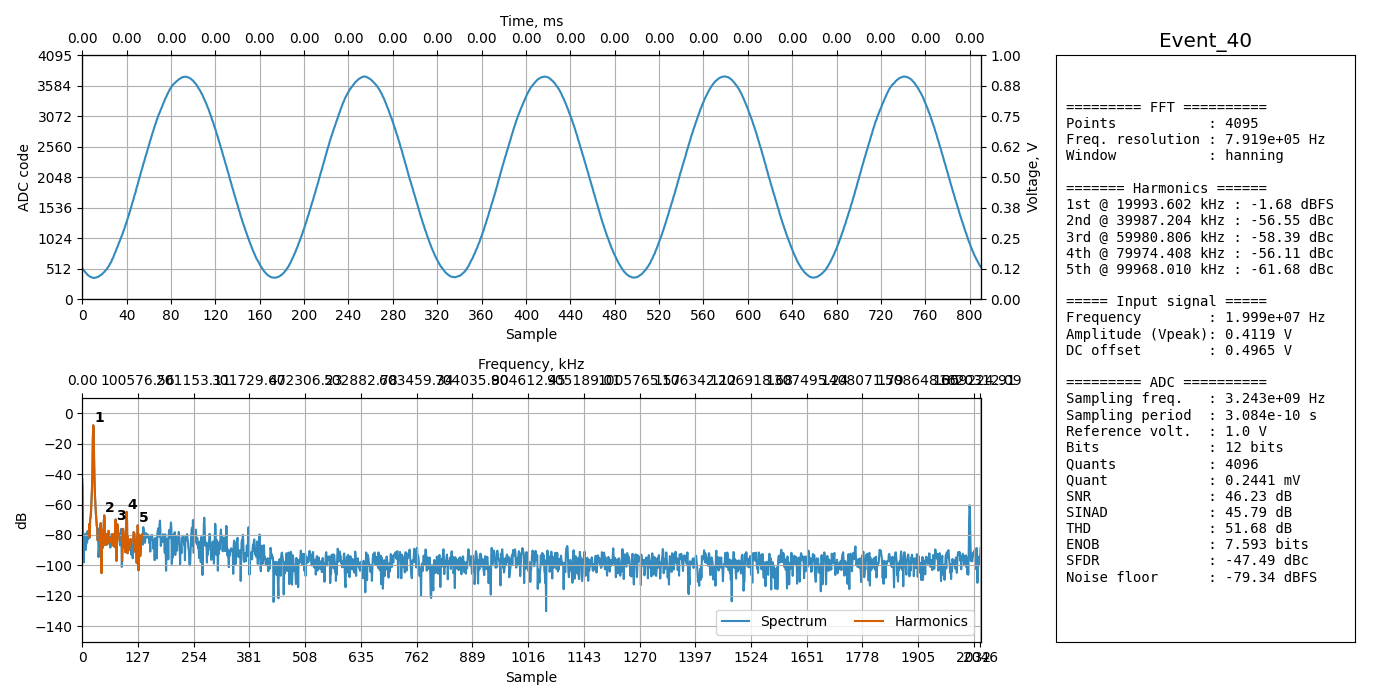 Time, ms
0.00 0.00 0.00 0.00 0.00 0.00 0.00 0.00 0.00 0.00 0.00 0.00 0.00 0.00 0.00 0.00 0.00 0.00 0.00 0.00 0.00
4095 3584 3072 2560 2048 1536 1024 512 0
ADC code
1.00 0.88 0.75 0.62 0.50 0.38 0.25 0.12 0.00
Voltage, V
0 40 80 120 160 200 240 280 320 360 400 440 480 520 560 600 640 680 720 760 800
Sample
Frequency, kHz
0.00
0 −20 −40 −60 −80 −100 −120 −140
dB
1 2 3 4 5
Spectrum Harmonics
0 127 254 381 508 635 762 889 1016 1143 1270 1397 1524 1651 1778 1905
Sample
Event_40
========= FFT ==========
Points : 4095
Freq. resolution : 7.919e+05 Hz
Window : hanning
======= Harmonics ======
1st @ 19993.602 kHz : -1.68 dBFS
2nd @ 39987.204 kHz : -56.55 dBc
3rd @ 59980.806 kHz : -58.39 dBc
4th @ 79974.408 kHz : -56.11 dBc
5th @ 99968.010 kHz : -61.68 dBc
===== Input signal =====
Frequency : 1.999e+07 Hz
Amplitude (Vpeak): 0.4119 V
DC offset : 0.4965 V
========= ADC ==========
Sampling freq. : 3.243e+09 Hz
Sampling period : 3.084e-10 s
Reference volt. : 1.0 V
Bits : 12 bits
Quants : 4096
Quant : 0.2441 mV
SNR : 46.23 dB
SINAD : 45.79 dB
THD : 51.68 dB
ENOB : 7.593 bits
SFDR : -47.49 dBc
Noise floor : -79.34 dBFS